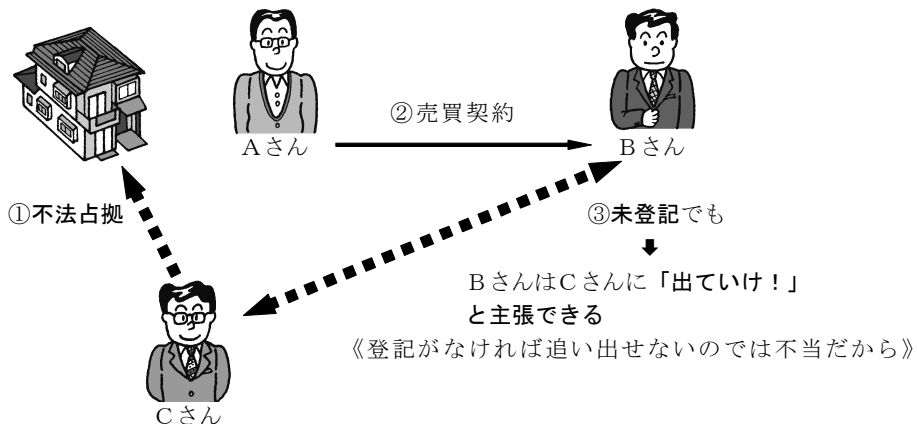 ②売買契約
Aさん
Bさん
①不法占拠
③未登記でも
BさんはCさんに「出ていけ！」
と主張できる
《登記がなければ追い出せないのでは不当だから》
Cさん